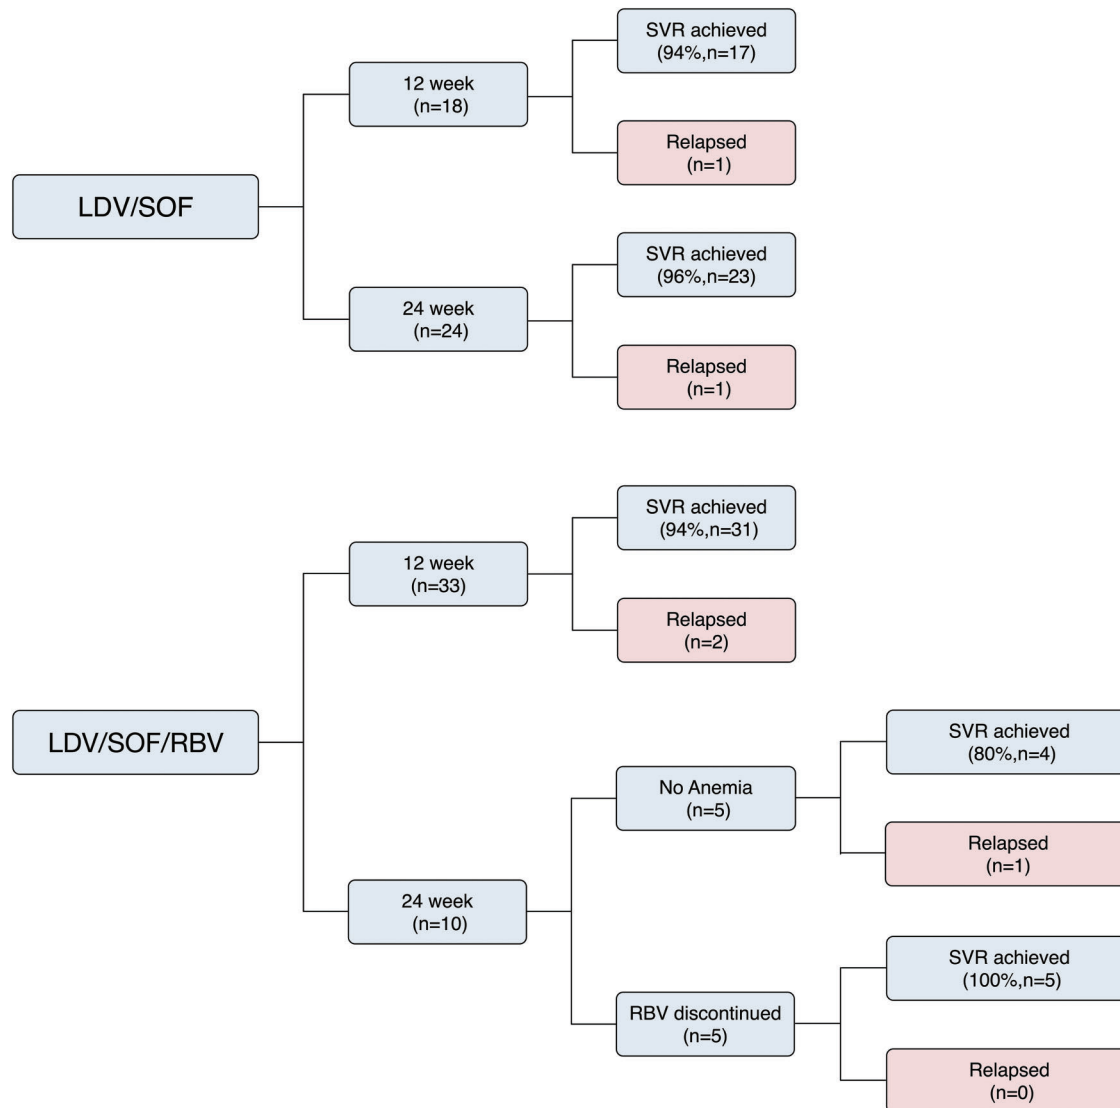 LDV/SOF
12 week
(n=18)
SVR achieved
(94%,n=17)
Relapsed
(n=1)
24 week
(n=24)
SVR achieved
(96%,n=23)
Relapsed
(n=1)
LDV/SOF/RBV
12 week
(n=33)
SVR achieved
(94%,n=31)
Relapsed
(n=2)
24 week
(n=10)
No Anemia
(n=5)
SVR achieved
(80%,n=4)
Relapsed
(n=1)
RBV discontinued
(n=5)
SVR achieved
(100%,n=5)
Relapsed
(n=0)